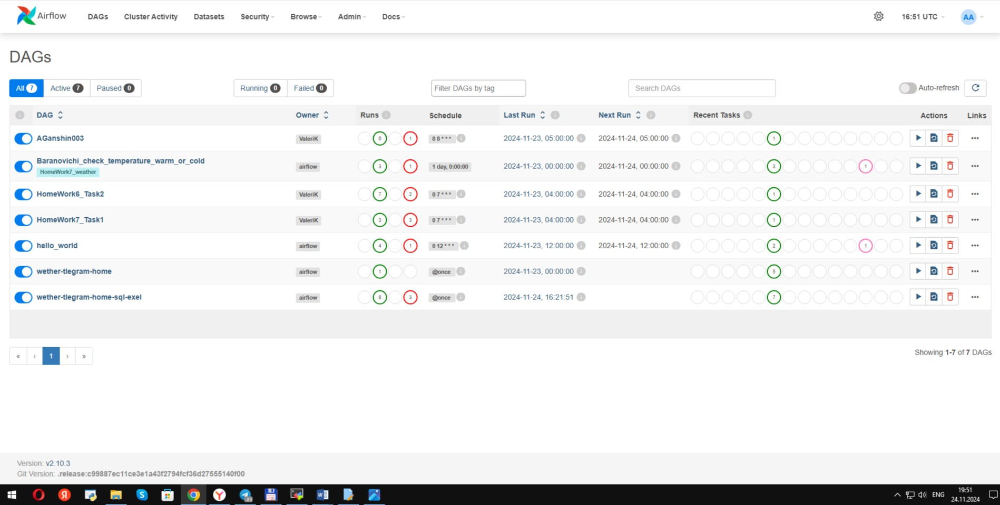 Airflow DAGs Cluster Activity Datasets Security Browse Admin Docs 16:51 UTC AA
DAGs
All 7 Active 7 Paused 0 Running 0 Failed 0 Filter DAGs by tag Search DAGs Auto-refresh
DAG Owner Runs Schedule Last Run Next Run Recent Tasks Actions Links
AGanshin003 ValeriK 6 1 0 8 * * * 2024-11-23, 05:00:00 2024-11-24, 05:00:00 1
Baranovichi_check_temperature_warm_or_cold
HomeWork7_weather
airflow 3 1 1 day, 0:00:00 2024-11-23, 00:00:00 2024-11-24, 00:00:00 3 1
HomeWork6_Task2 ValeriK 7 2 0 7 * * * 2024-11-23, 04:00:00 2024-11-24, 04:00:00 1
HomeWork7_Task1 ValeriK 3 3 0 7 * * * 2024-11-23, 04:00:00 2024-11-24, 04:00:00 1
hello_world airflow 4 1 0 12 * * * 2024-11-23, 12:00:00 2024-11-24, 12:00:00 2 1
wether-tlegram-home airflow 1 @once 2024-11-23, 00:00:00 5
wether-tlegram-home-sql-exel airflow 8 3 @once 2024-11-24, 16:21:51 7
« ‹ 1 › »
Showing 1-7 of 7 DAGs
Version: v2.10.3
Git Version: .release:c99887ec11ce3e1a43f2794fcf36d27555140f00
ENG 19:51
24.11.2024